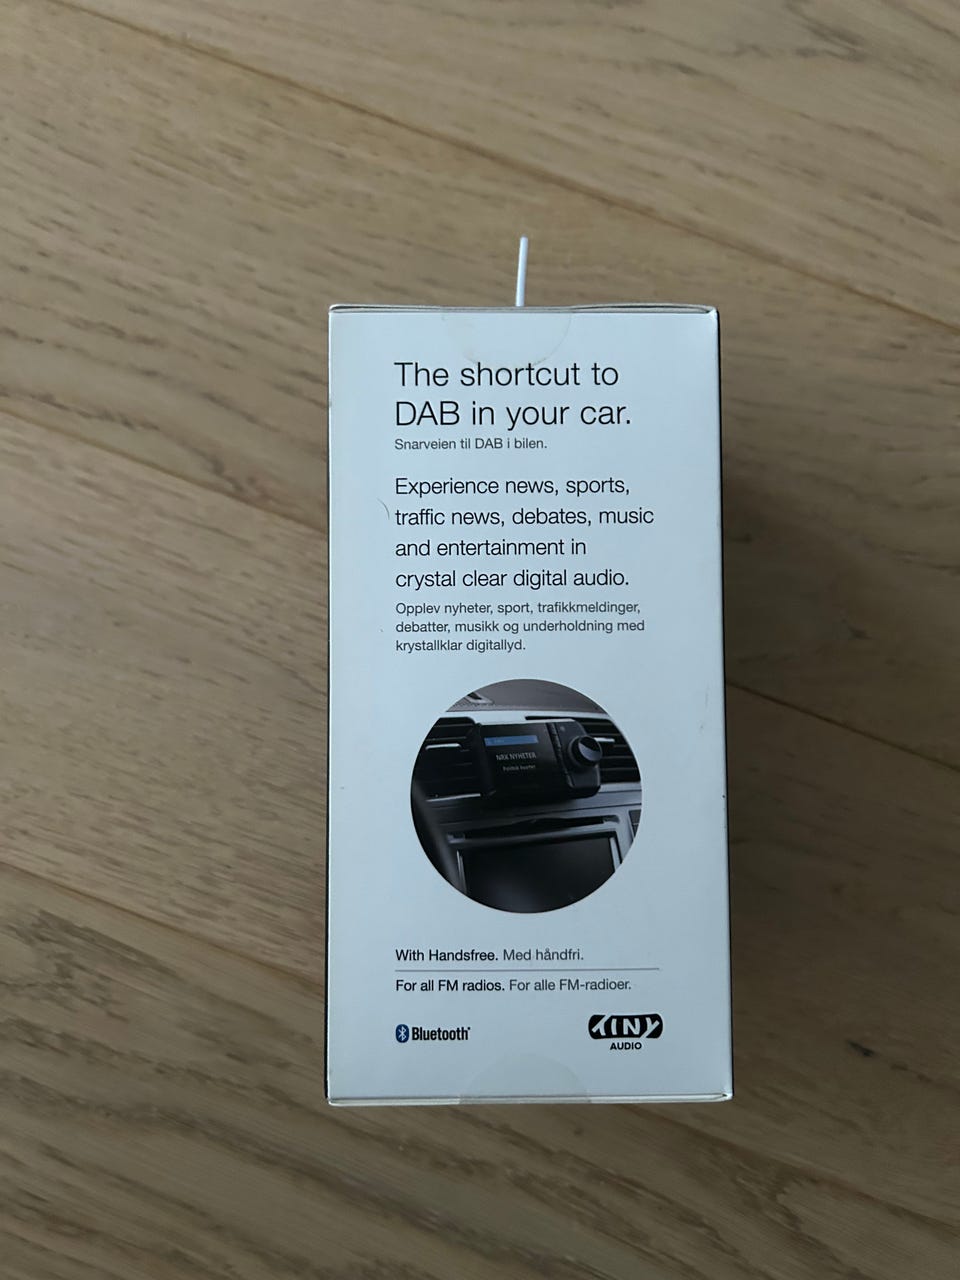 The shortcut to
DAB in your car.
Snarveien til DAB i bilen.
Experience news, sports,
traffic news, debates, music
and entertainment in
crystal clear digital audio.
Opplev nyheter, sport, trafikkmeldinger,
debatter, musikk og underholdning med
krystallklar digitallyd.
NRK NYHETER
With Handsfree. Med håndfri.
For all FM radios. For alle FM-radioer.
Bluetooth®
TINY
AUDIO